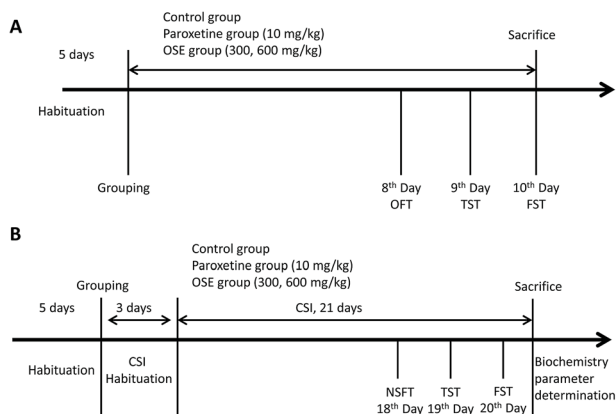 A
Control group
Paroxetine group (10 mg/kg)
OSE group (300, 600 mg/kg)
Sacrifice
5 days
Habituation
Grouping
8th Day
OFT
9th Day
TST
10th Day
FST
B
Control group
Paroxetine group (10 mg/kg)
OSE group (300, 600 mg/kg)
Grouping
Sacrifice
5 days
3 days
CSI, 21 days
Habituation
CSI
Habituation
NSFT
18th Day
TST
19th Day
FST
20th Day
Biochemistry
parameter
determination